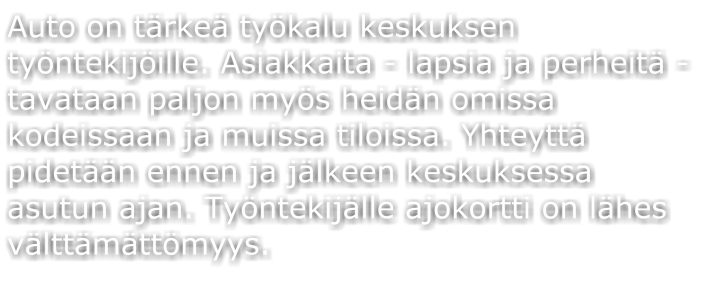 Auto on tärkeä työkalu keskuksen
työntekijöille. Asiakkaita - lapsia ja perheitä -
tavataan paljon myös heidän omissa
kodeissaan ja muissa tiloissa. Yhteyttä
pidetään ennen ja jälkeen keskuksessa
asutun ajan. Työntekijälle ajokortti on lähes
välttämättömyys.